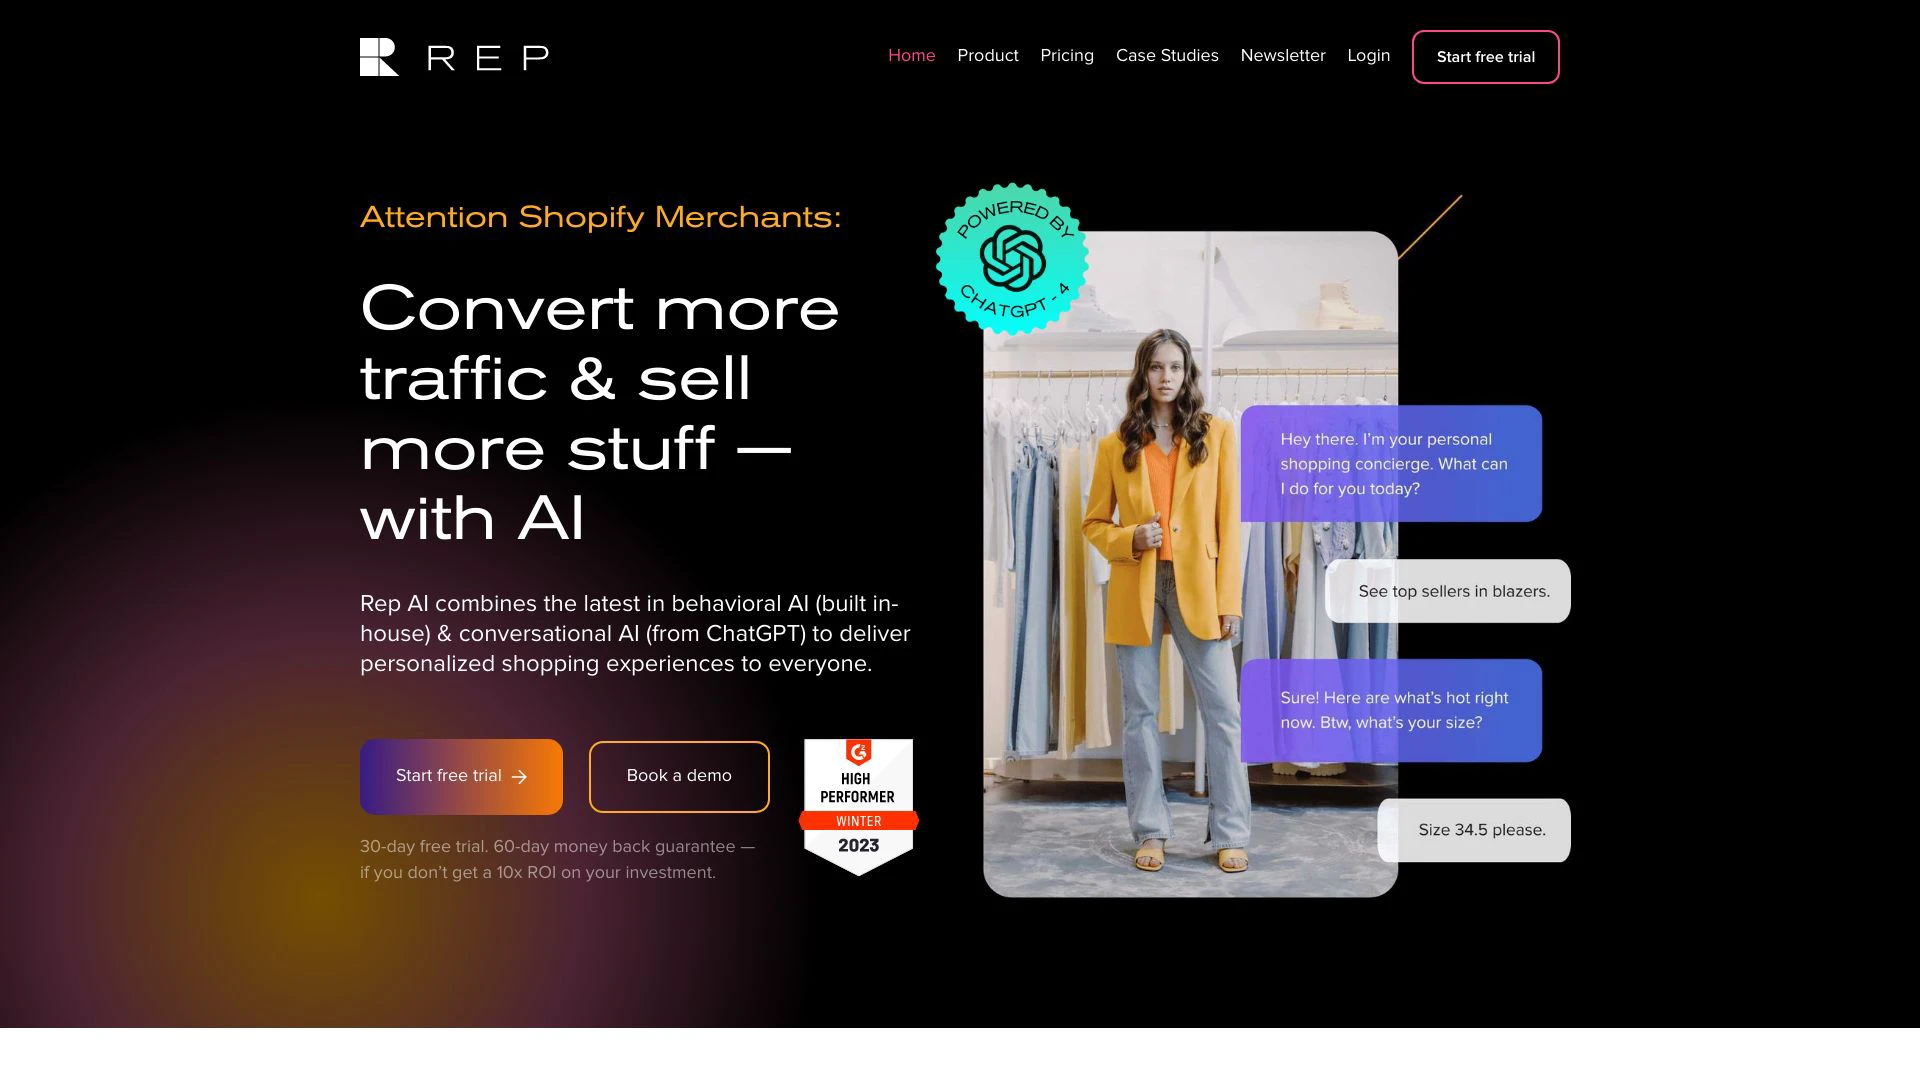 REP
Home
Product
Pricing
Case Studies
Newsletter
Login
Start free trial
Attention Shopify Merchants:
Convert more
traffic & sell
more stuff —
with AI
Rep AI combines the latest in behavioral AI (built in-
house) & conversational AI (from ChatGPT) to deliver
personalized shopping experiences to everyone.
Start free trial →
Book a demo
30-day free trial. 60-day money back guarantee —
if you don’t get a 10x ROI on your investment.
G2
HIGH
PERFORMER
WINTER
2023
POWERED BY
CHATGPT - 4
Hey there. I’m your personal
shopping concierge. What can
I do for you today?
See top sellers in blazers.
Sure! Here are what’s hot right
now. Btw, what’s your size?
Size 34.5 please.